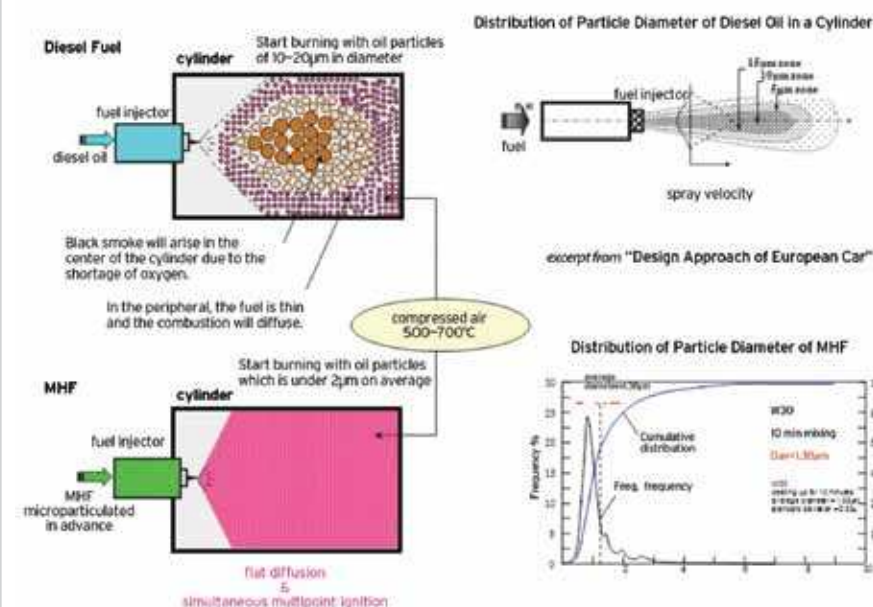 Diesel Fuel
cylinder
Start burning with oil particles
of 10~20μm in diameter
fuel injector
diesel oil
Black smoke will arise in the
center of the cylinder due to the
shortage of oxygen.
In the peripheral, the fuel is thin
and the combustion will diffuse.
compressed air
500~700℃
MHF
cylinder
Start burning with oil particles
which is under 2μm on average
fuel injector
MHF
microparticulated
in advance
flat diffusion
&
simultaneous multipoint ignition
Distribution of Particle Diameter of Diesel Oil in a Cylinder
fuel injector
fuel
zone
zone
zone
spray velocity
excerpt from "Design Approach of European Car"
Distribution of Particle Diameter of MHF
average
Frequency %
Cumulative
distribution
Freq. frequency
W30
10 min mixing
W30